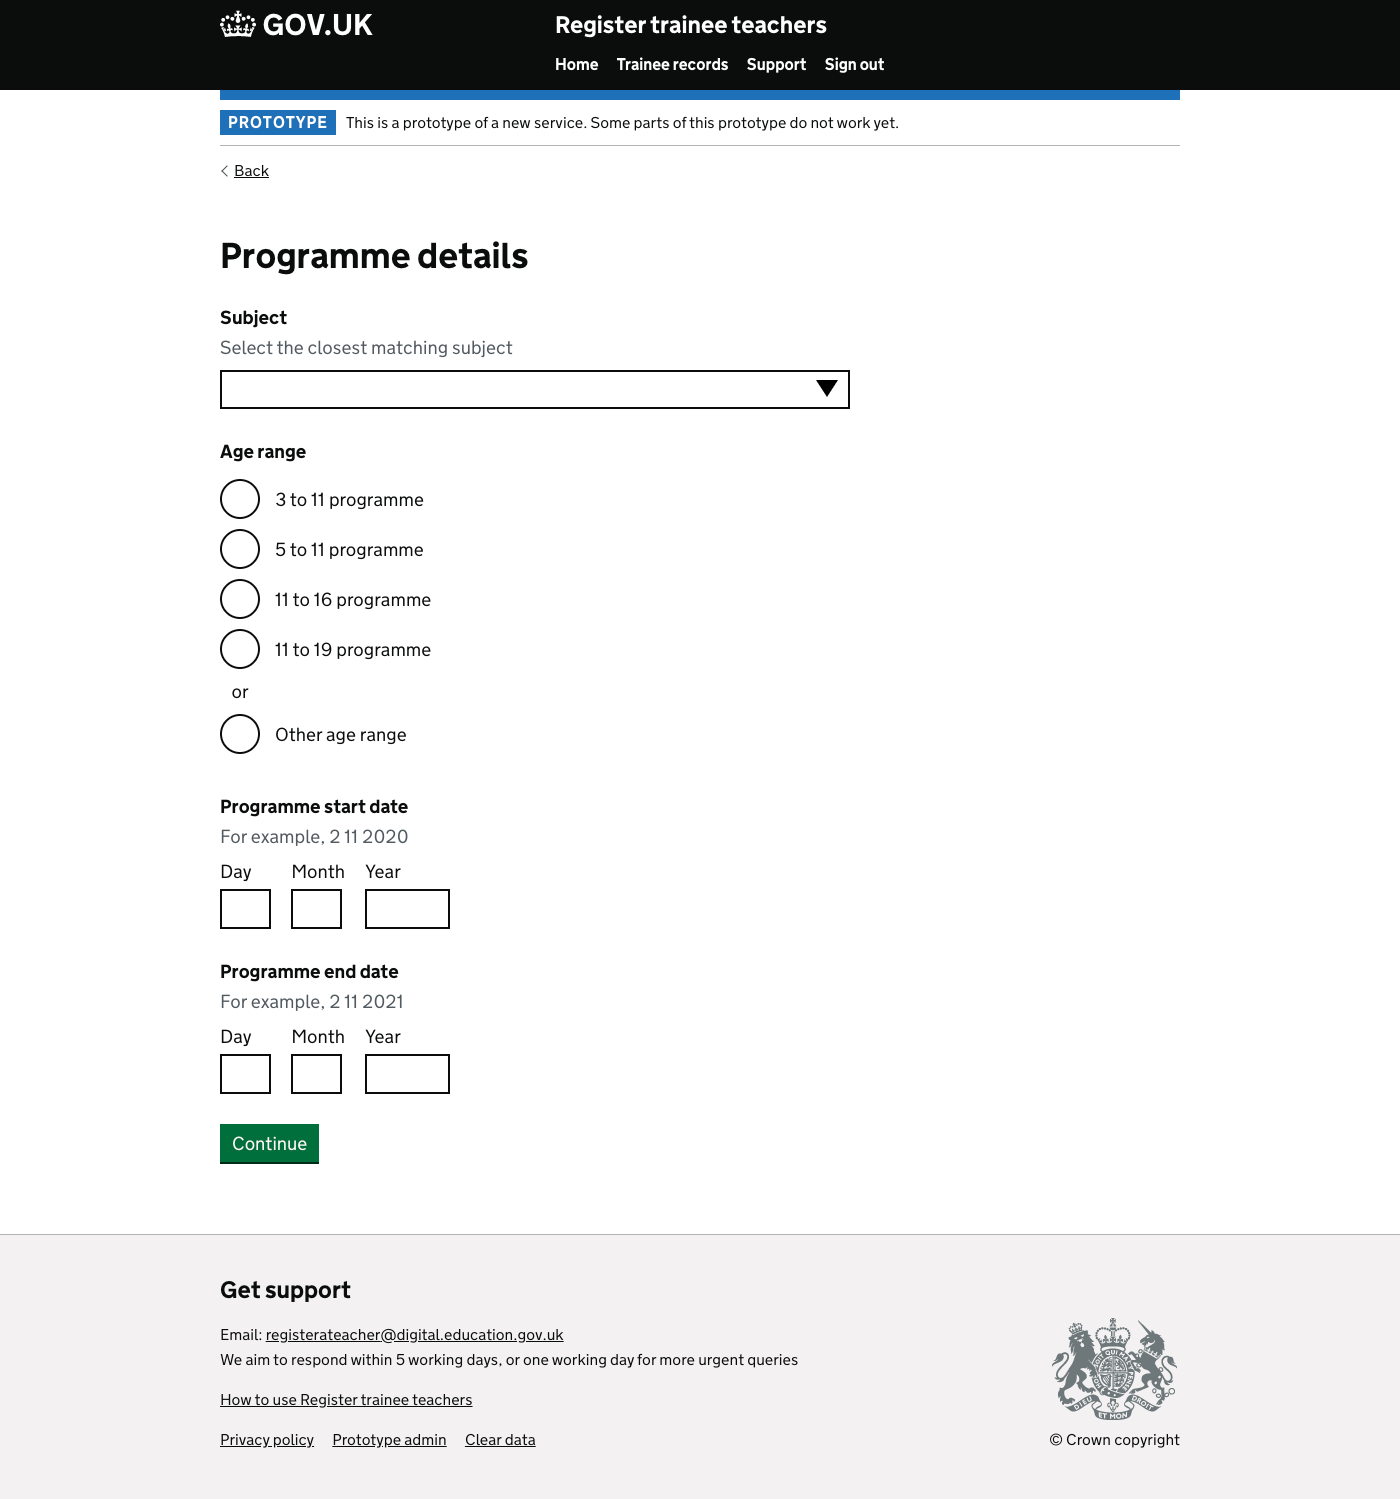 GOV.UK
Register trainee teachers
Home Trainee records Support Sign out
PROTOTYPE This is a prototype of a new service. Some parts of this prototype do not work yet.
Back
Programme details
Subject
Select the closest matching subject
Age range
3 to 11 programme
5 to 11 programme
11 to 16 programme
11 to 19 programme
or
Other age range
Programme start date
For example, 2 11 2020
Day Month Year
Programme end date
For example, 2 11 2021
Day Month Year
Continue
Get support
Email: registerateacher@digital.education.gov.uk
We aim to respond within 5 working days, or one working day for more urgent queries
How to use Register trainee teachers
Privacy policy Prototype admin Clear data
DIEU ET MON DROIT
© Crown copyright